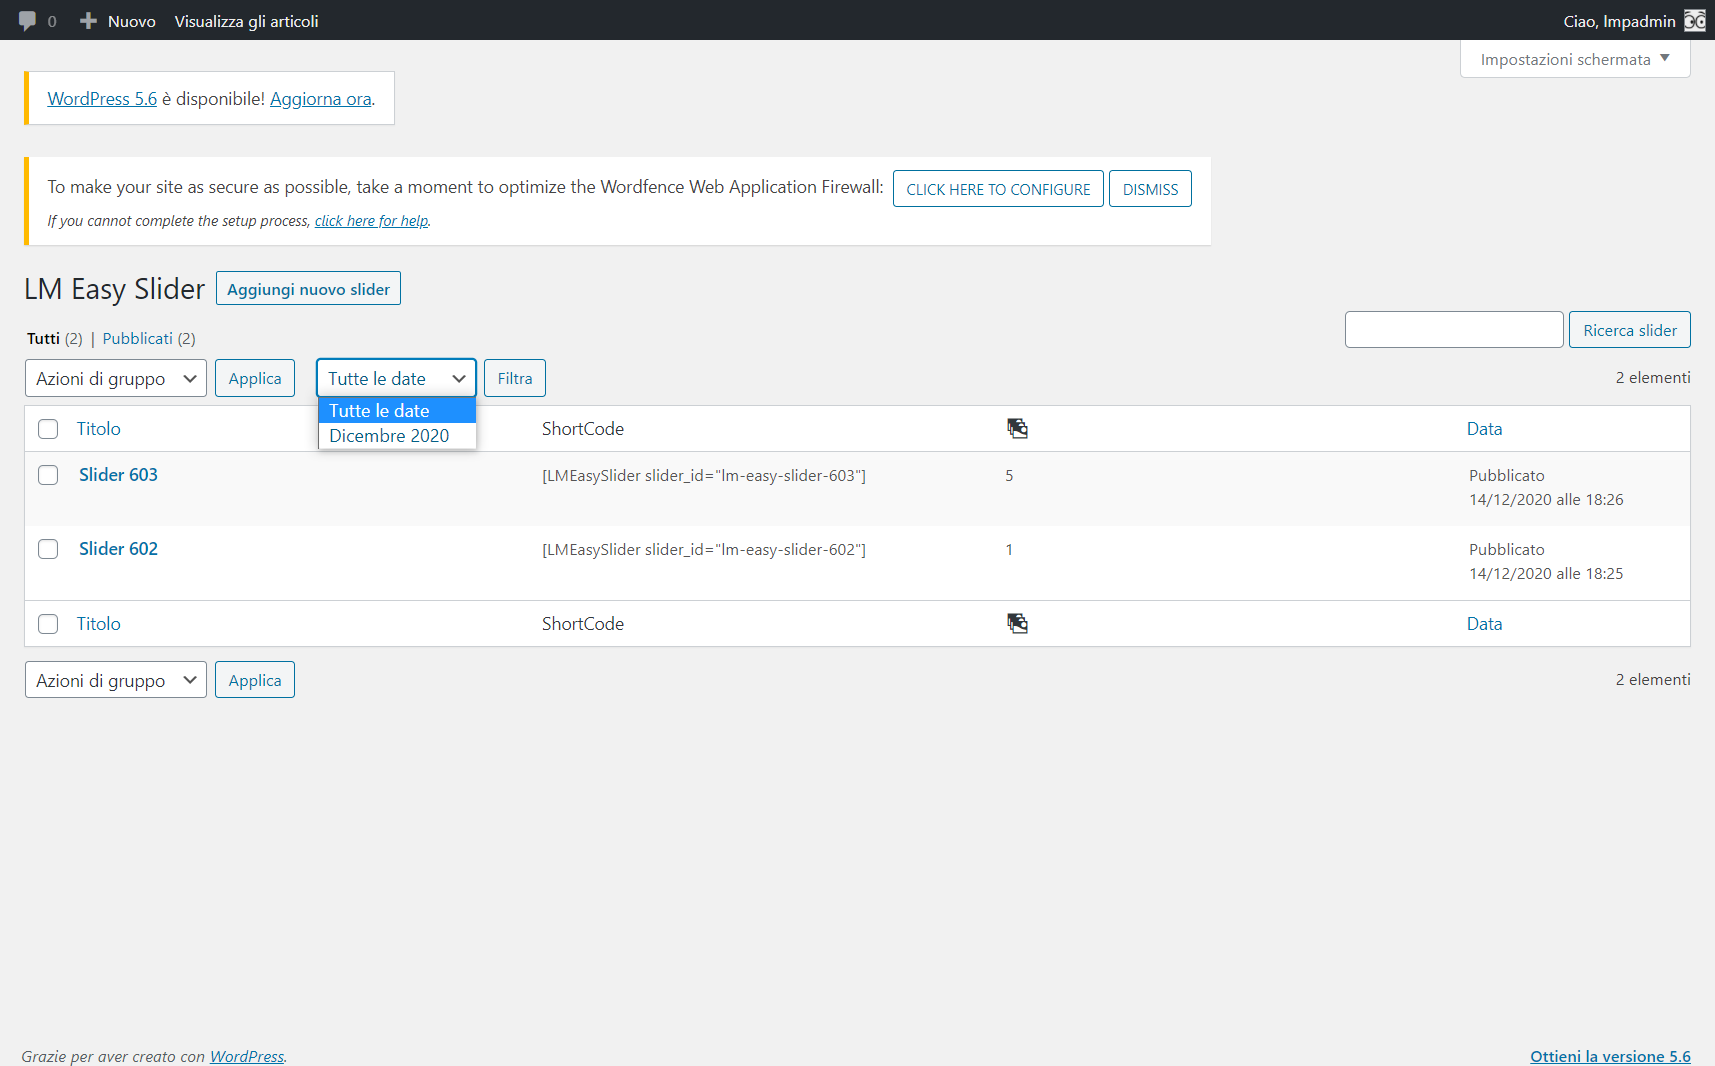 0 Nuovo Visualizza gli articoli Ciao, lmpadmin
Impostazioni schermata
WordPress 5.6 è disponibile! Aggiorna ora.
To make your site as secure as possible, take a moment to optimize the Wordfence Web Application Firewall: CLICK HERE TO CONFIGURE DISMISS
If you cannot complete the setup process, click here for help.
LM Easy Slider Aggiungi nuovo slider
Tutti (2) | Pubblicati (2) Ricerca slider
Azioni di gruppo Applica Tutte le date Filtra 2 elementi
Tutte le date
Dicembre 2020
Titolo ShortCode Data
Slider 603 [LMEasySlider slider_id="lm-easy-slider-603"] 5 Pubblicato
14/12/2020 alle 18:26
Slider 602 [LMEasySlider slider_id="lm-easy-slider-602"] 1 Pubblicato
14/12/2020 alle 18:25
Titolo ShortCode Data
Azioni di gruppo Applica 2 elementi
Grazie per aver creato con WordPress. Ottieni la versione 5.6